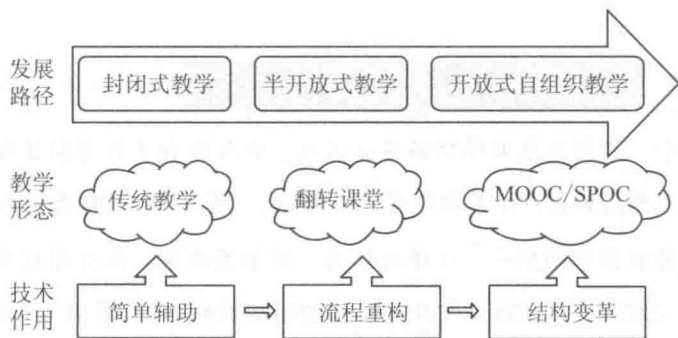 发展
路径
封闭式教学 半开放式教学 开放式自组织教学
教学
形态
传统教学 翻转课堂 MOOC/SPOC
技术
作用
简单辅助 流程重构 结构变革